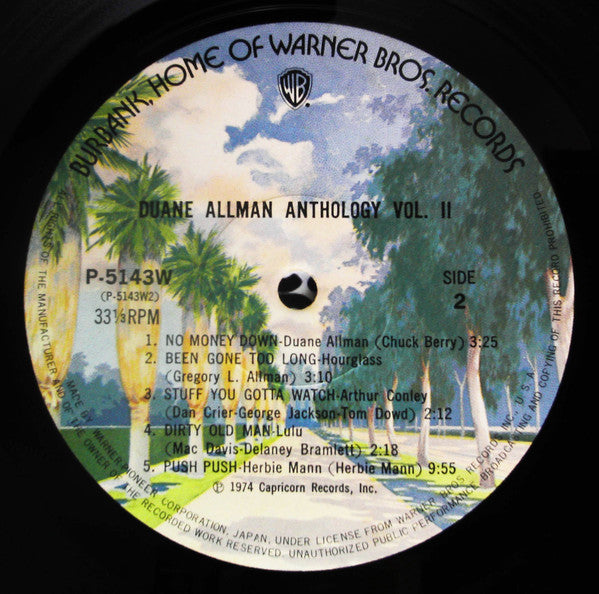 BURBANK, HOME OF WARNER BROS. RECORDS
WB
DUANE ALLMAN ANTHOLOGY VOL. II
P-5143W
(P-5143W2)
33⅓RPM
SIDE
2
1. NO MONEY DOWN-Duane Allman (Chuck Berry) 3:25
2. BEEN GONE TOO LONG-Hourglass
(Gregory L. Allman) 3:10
3. STUFF YOU GOTTA WATCH-Arthur Conley
(Dan Crier-George Jackson-Tom Dowd) 2:12
4. DIRTY OLD MAN-Lulu
(Mac Davis-Delaney Bramlett) 2:18
5. PUSH PUSH-Herbie Mann (Herbie Mann) 9:55
Ⓟ 1974 Capricorn Records, Inc.
MADE BY WARNER-PIONEER CORPORATION, JAPAN, UNDER LICENSE FROM WARNER BROS. RECORDS INC., U.S.A.
OF THE MANUFACTURER AND OF THE OWNER OF THE RECORDED WORK RESERVED. UNAUTHORIZED PUBLIC PERFORMANCE, BROADCASTING AND COPYING OF THIS RECORD PROHIBITED